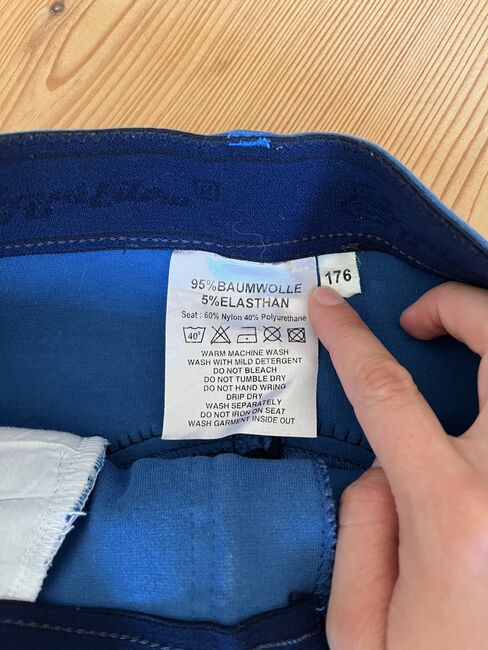 95%BAUMWOLLE
5%ELASTHAN
Seat : 60% Nylon 40% Polyurethane
40°
WARM MACHINE WASH
WASH WITH MILD DETERGENT
DO NOT BLEACH
DO NOT TUMBLE DRY
DO NOT HAND WRING
DRIP DRY
WASH SEPARATELY
DO NOT IRON ON SEAT
WASH GARMENT INSIDE OUT
176